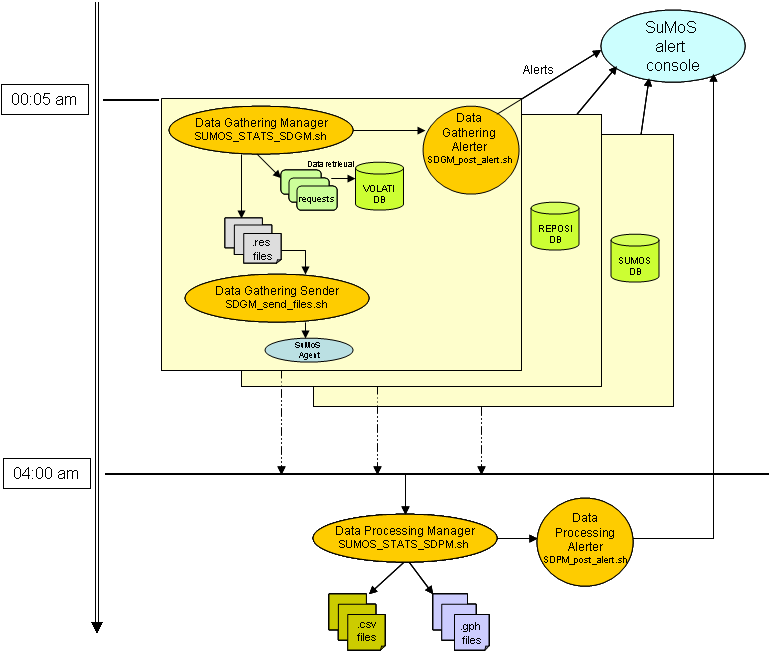 SuMoS
alert
console
Alerts
00:05 am
Data Gathering Manager
SUMOS_STATS_SDGM.sh
Data
Gathering
Alerter
SDGM_post_alert.sh
Data retrieval
requests
VOLATI
DB
REPOSI
DB
SUMOS
DB
.res
files
Data Gathering Sender
SDGM_send_files.sh
SuMoS
Agent
04:00 am
Data Processing Manager
SUMOS_STATS_SDPM.sh
Data
Processing
Alerter
SDPM_post_alert.sh
.csv
files
.gph
files